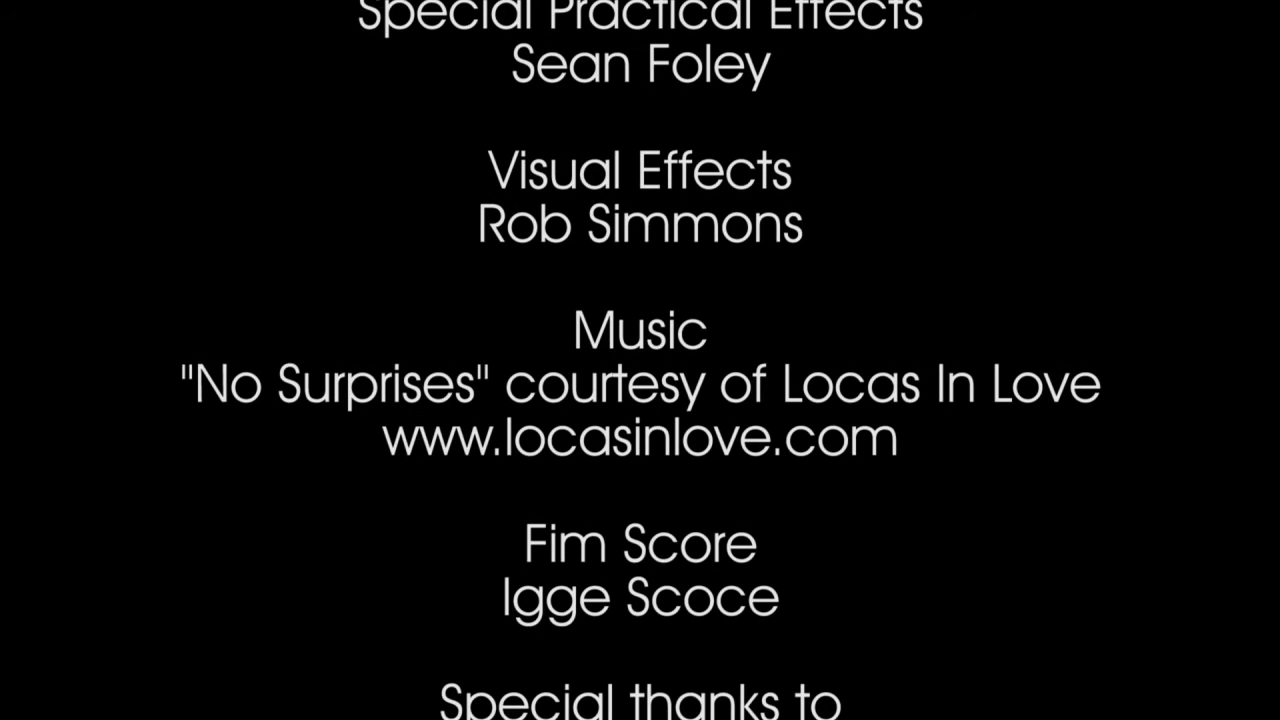 Special Practical Effects
Sean Foley
Visual Effects
Rob Simmons
Music
"No Surprises" courtesy of Locas In Love
www.locasinlove.com
Fim Score
Igge Scoce
Special thanks to